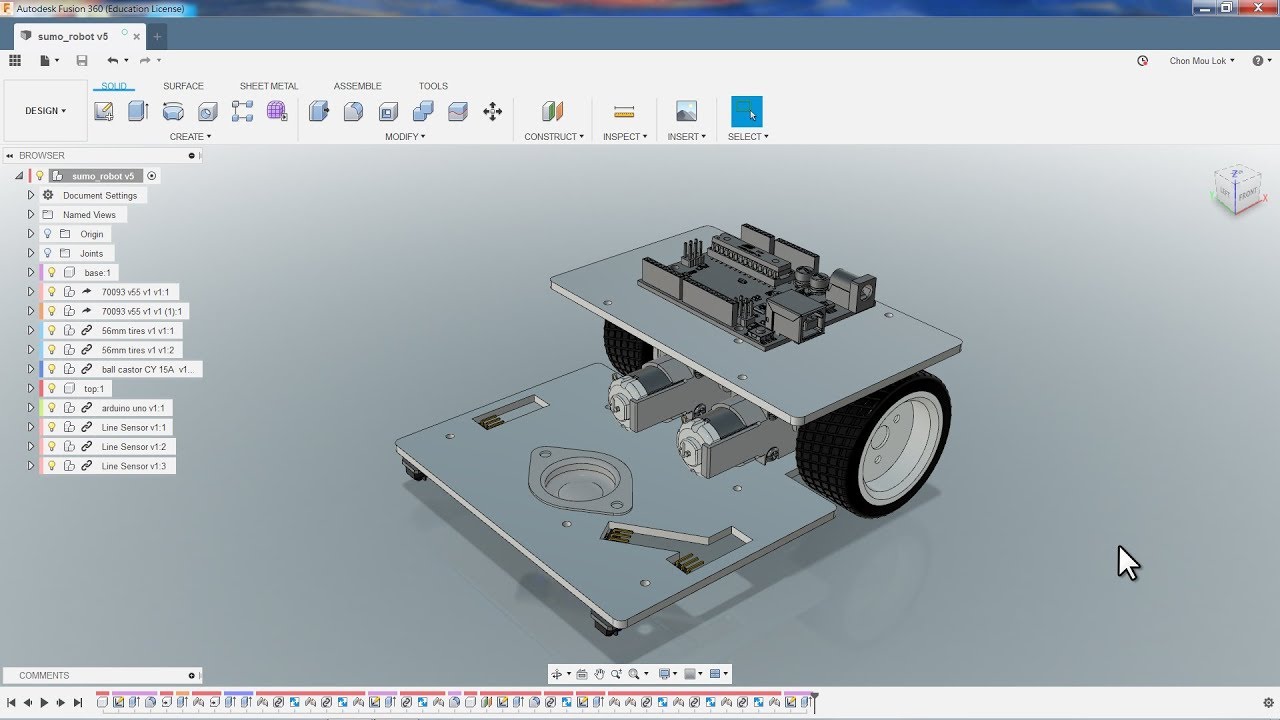 Autodesk Fusion 360 (Education License)
sumo_robot v5
Chon Mou Lok
DESIGN
SOLID
SURFACE
SHEET METAL
ASSEMBLE
TOOLS
CREATE
MODIFY
CONSTRUCT
INSPECT
INSERT
SELECT
BROWSER
sumo_robot v5
Document Settings
Named Views
Origin
Joints
base:1
70093 v55 v1 v1:1
70093 v55 v1 v1 (1):1
56mm tires v1 v1:1
56mm tires v1 v1:2
ball castor CY 15A v1...
top:1
arduino uno v1:1
Line Sensor v1:1
Line Sensor v1:2
Line Sensor v1:3
Z
LEFT
FRONT
X
COMMENTS